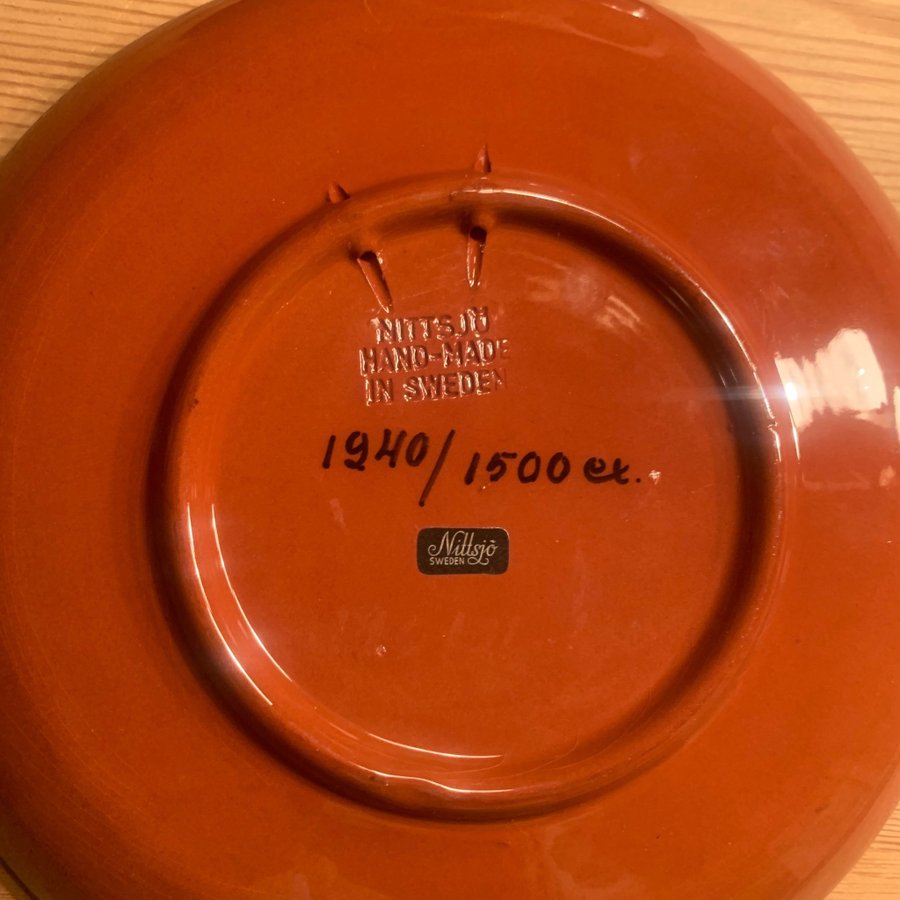 NITTSJÖ
HAND-MADE
IN SWEDEN
1940/1500 ex.
Nittsjö
SWEDEN